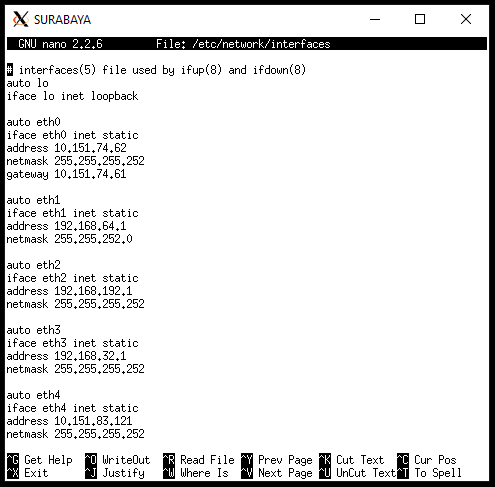 SURABAYA
GNU nano 2.2.6 File: /etc/network/interfaces
# interfaces(5) file used by ifup(8) and ifdown(8)
auto lo
iface lo inet loopback
auto eth0
iface eth0 inet static
address 10.151.74.62
netmask 255.255.255.252
gateway 10.151.74.61
auto eth1
iface eth1 inet static
address 192.168.64.1
netmask 255.255.252.0
auto eth2
iface eth2 inet static
address 192.168.192.1
netmask 255.255.255.252
auto eth3
iface eth3 inet static
address 192.168.32.1
netmask 255.255.255.252
auto eth4
iface eth4 inet static
address 10.151.83.121
netmask 255.255.255.252
^G Get Help ^O WriteOut ^R Read File ^Y Prev Page ^K Cut Text ^C Cur Pos
^X Exit ^J Justify ^W Where Is ^V Next Page ^U UnCut Text ^T To Spell